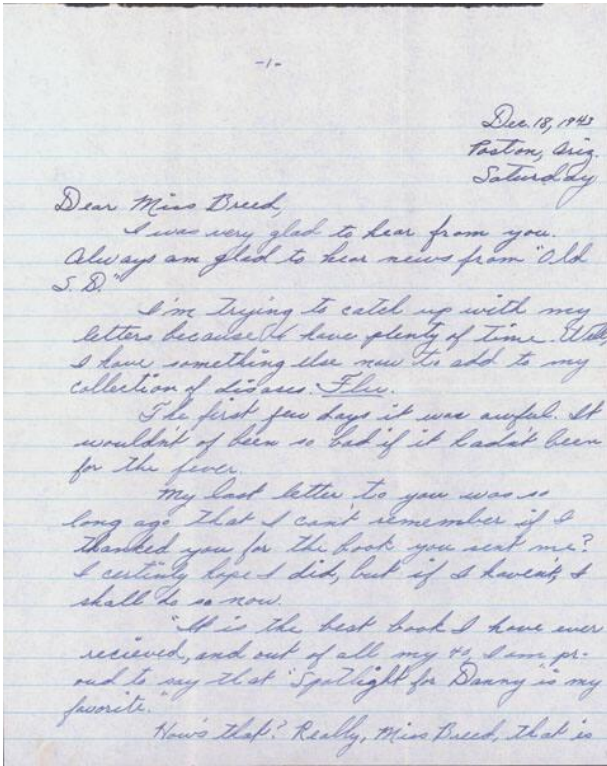 -1-
Dec. 18, 1943
Poston, Ariz.
Saturday
Dear Miss Breed,
I was very glad to hear from you.
Always am glad to hear news from "Old
S.D."
I'm trying to catch up with my
letters because I have plenty of time. Well
I have something else now to add to my
collection of diseases. Flu.
The first few days it was awful. It
wouldn't of been so bad if it hadn't been
for the fever.
My last letter to you was so
long ago that I can't remember if I
thanked you for the book you sent me?
I certinly hope I did, but if I haven't, I
shall do so now.
"It is the best book I have ever
recieved, and out of all my 40, I am pr-
oud to say that "Spotlight for Danny" is my
favorite."
How's that? Really, Miss Breed, that is